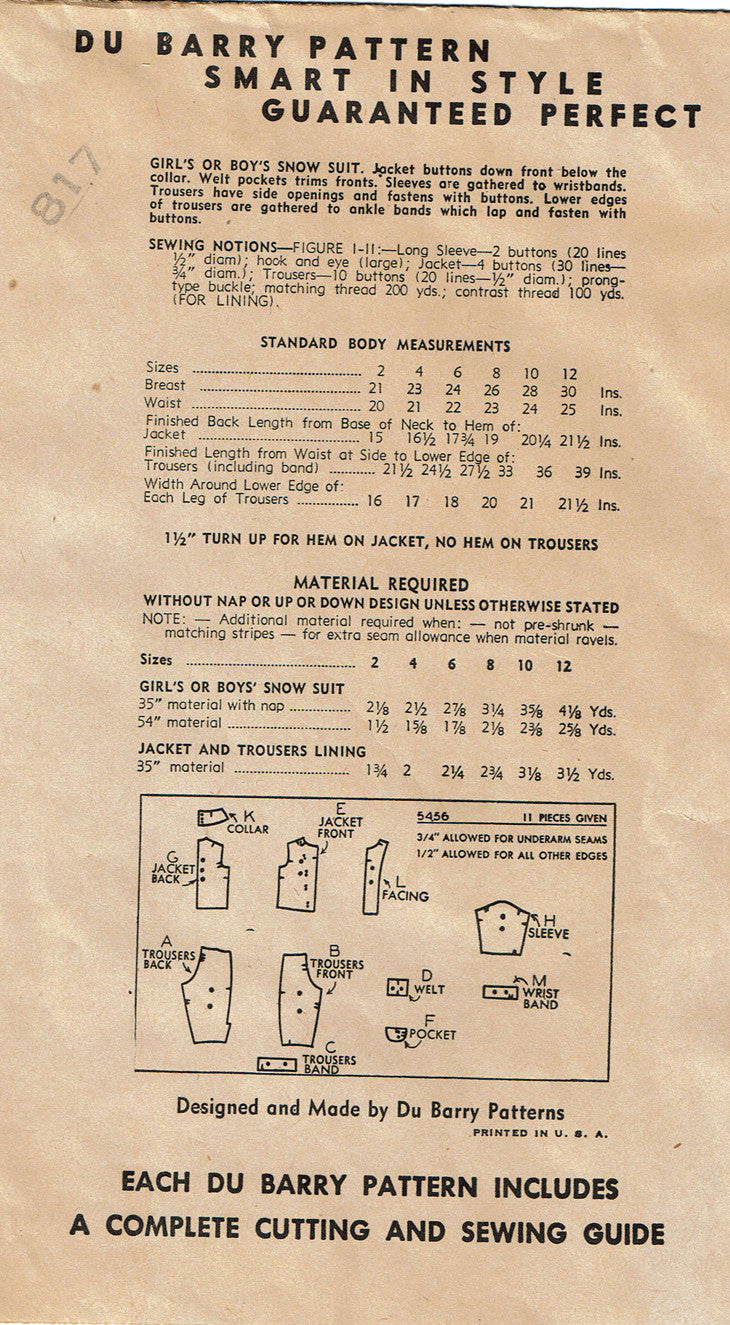 DU BARRY PATTERN
SMART IN STYLE
GUARANTEED PERFECT
817
GIRL'S OR BOY'S SNOW SUIT. Jacket buttons down front below the
collar. Welt pockets trims fronts. Sleeves are gathered to wristbands.
Trousers have side openings and fastens with buttons. Lower edges
of trousers are gathered to ankle bands which lap and fasten with
buttons.
SEWING NOTIONS—FIGURE I-II:—Long Sleeve—2 buttons (20 lines
½" diam); hook and eye (large); Jacket—4 buttons (30 lines—
¾" diam.); Trousers—10 buttons (20 lines—½" diam.); prong-
type buckle; matching thread 200 yds.; contrast thread 100 yds.
(FOR LINING).
STANDARD BODY MEASUREMENTS
Sizes ........ 2 4 6 8 10 12
Breast ........ 21 23 24 26 28 30 Ins.
Waist ........ 20 21 22 23 24 25 Ins.
Finished Back Length from Base of Neck to Hem of:
Jacket ........ 15 16½ 17¾ 19 20¼ 21½ Ins.
Finished Length from Waist at Side to Lower Edge of:
Trousers (including band) ........ 21½ 24½ 27½ 33 36 39 Ins.
Width Around Lower Edge of:
Each Leg of Trousers ........ 16 17 18 20 21 21½ Ins.
1½" TURN UP FOR HEM ON JACKET, NO HEM ON TROUSERS
MATERIAL REQUIRED
WITHOUT NAP OR UP OR DOWN DESIGN UNLESS OTHERWISE STATED
NOTE: — Additional material required when: — not pre-shrunk —
matching stripes — for extra seam allowance when material ravels.
Sizes ........ 2 4 6 8 10 12
GIRL'S OR BOYS' SNOW SUIT
35" material with nap ........ 2⅛ 2½ 2⅞ 3¼ 3⅝ 4⅛ Yds.
54" material ........ 1½ 1⅝ 1⅞ 2⅛ 2⅜ 2⅝ Yds.
JACKET AND TROUSERS LINING
35" material ........ 1¾ 2 2¼ 2¾ 3⅛ 3½ Yds.
5456 11 PIECES GIVEN
3/4" ALLOWED FOR UNDERARM SEAMS
1/2" ALLOWED FOR ALL OTHER EDGES
K
COLLAR
E
JACKET
FRONT
G
JACKET
BACK
L
FACING
H
SLEEVE
A
TROUSERS
BACK
B
TROUSERS
FRONT
D
WELT
M
WRIST
BAND
F
POCKET
C
TROUSERS
BAND
Designed and Made by Du Barry Patterns
PRINTED IN U. S. A.
EACH DU BARRY PATTERN INCLUDES
A COMPLETE CUTTING AND SEWING GUIDE